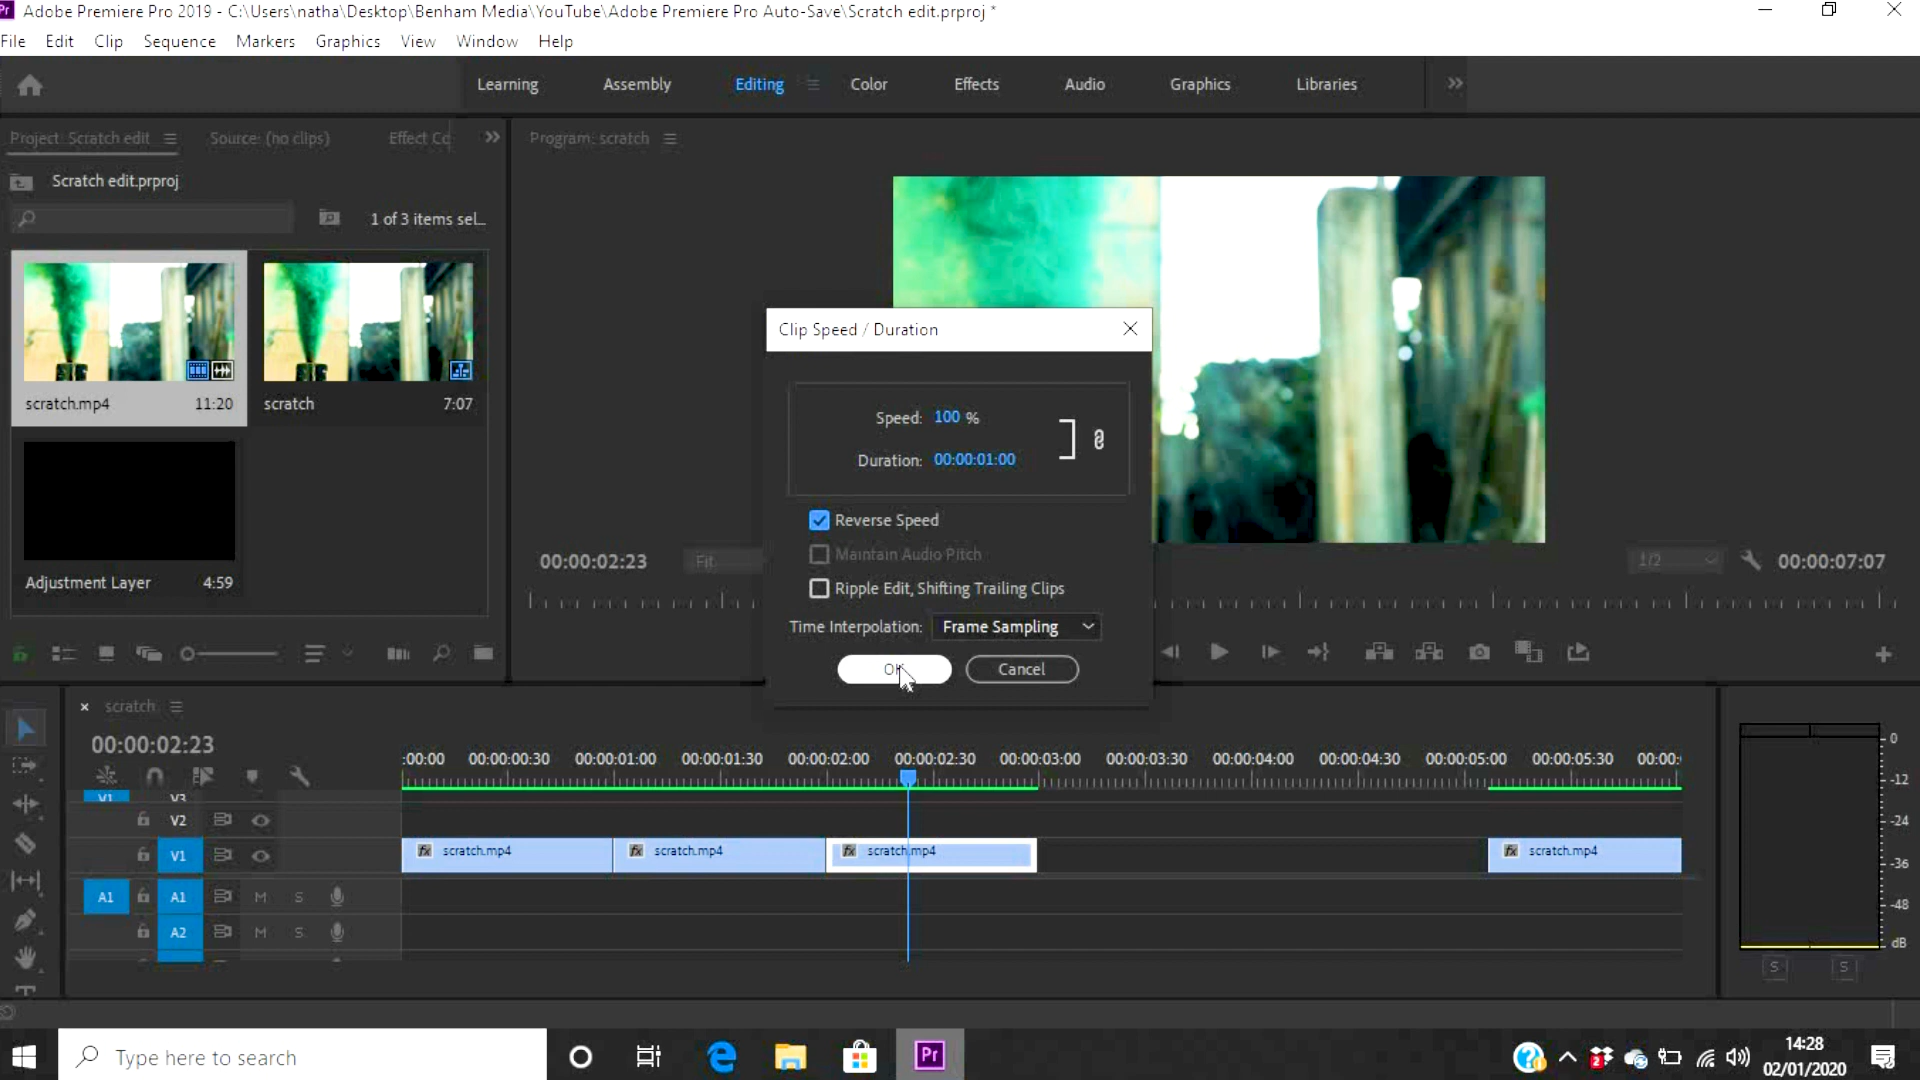 Pr Adobe Premiere Pro 2019 - C:\Users\natha\Desktop\Benham Media\YouTube\Adobe Premiere Pro Auto-Save\Scratch edit.prproj *
File Edit Clip Sequence Markers Graphics View Window Help
Learning Assembly Editing Color Effects Audio Graphics Libraries
Project: Scratch edit Source: (no clips) Effect Co Program: scratch
Scratch edit.prproj
1 of 3 items sel...
scratch.mp4 11:20 scratch 7:07
Adjustment Layer 4:59
Clip Speed / Duration
Speed: 100 %
Duration: 00:00:01:00
Reverse Speed
Maintain Audio Pitch
Ripple Edit, Shifting Trailing Clips
Time Interpolation: Frame Sampling
OK Cancel
00:00:02:23 Fit 1/2 00:00:07:07
scratch
00:00:02:23
:00:00 00:00:00:30 00:00:01:00 00:00:01:30 00:00:02:00 00:00:02:30 00:00:03:00 00:00:03:30 00:00:04:00 00:00:04:30 00:00:05:00 00:00:05:30 00:00:
V1 V3
V2
V1 fx scratch.mp4 fx scratch.mp4 fx scratch.mp4 fx scratch.mp4
A1 A1 M S
A2 M S
0
-12
-24
-36
-48
dB
S S
Type here to search
Pr
2
14:28
02/01/2020